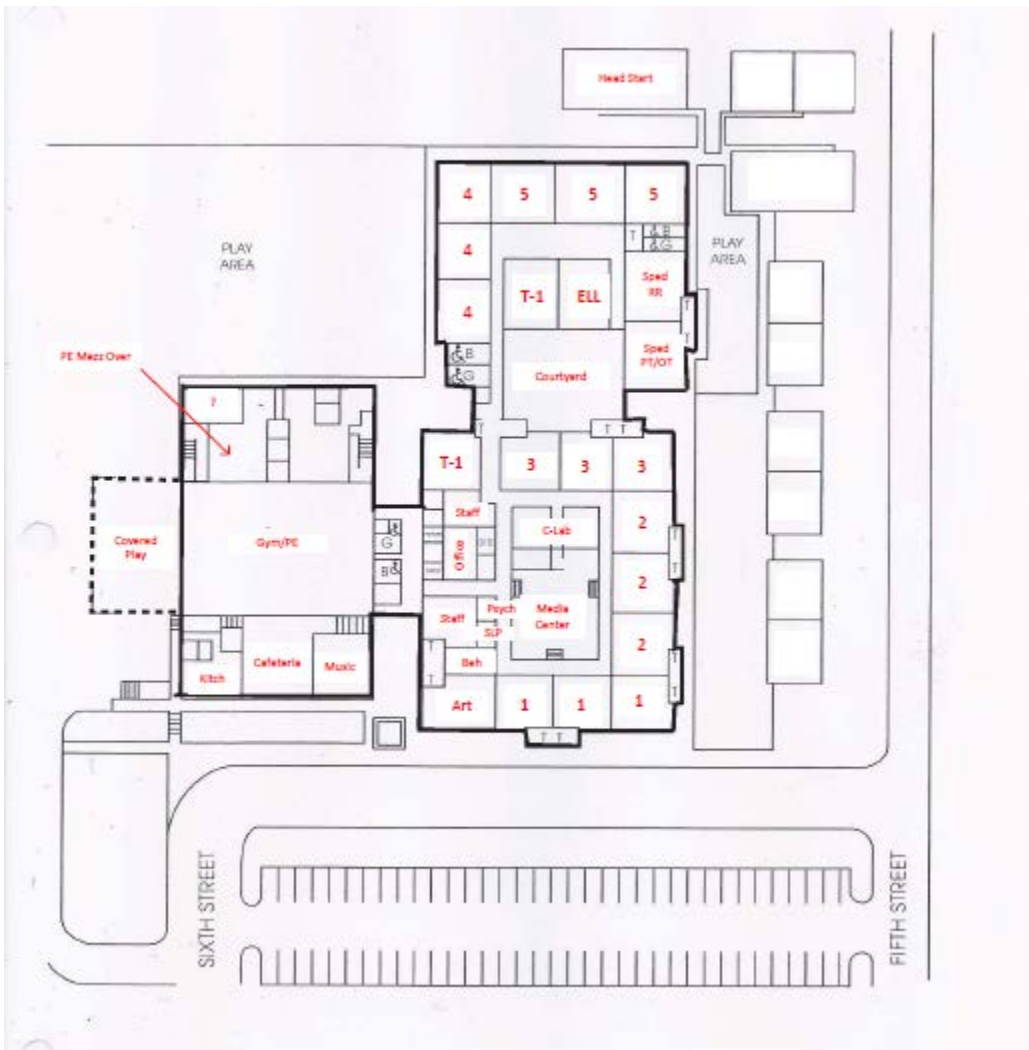 Head Start
4
5
5
5
T
B
G
PLAY
AREA
PLAY
AREA
4
Sped
RR
T-1
ELL
4
T
T
PE Mezz Over
B
G
Sped
PT/OT
Courtyard
?
T
T T
T-1
3
3
3
Staff
2
Covered
Play
Gym/PE
G
B
Office
C-Lab
T
T
2
Staff
Psych
SLP
Media
Center
2
T
T
Kitch
Cafeteria
Music
Beh
T
T
Art
1
1
1
T T
SIXTH STREET
FIFTH STREET